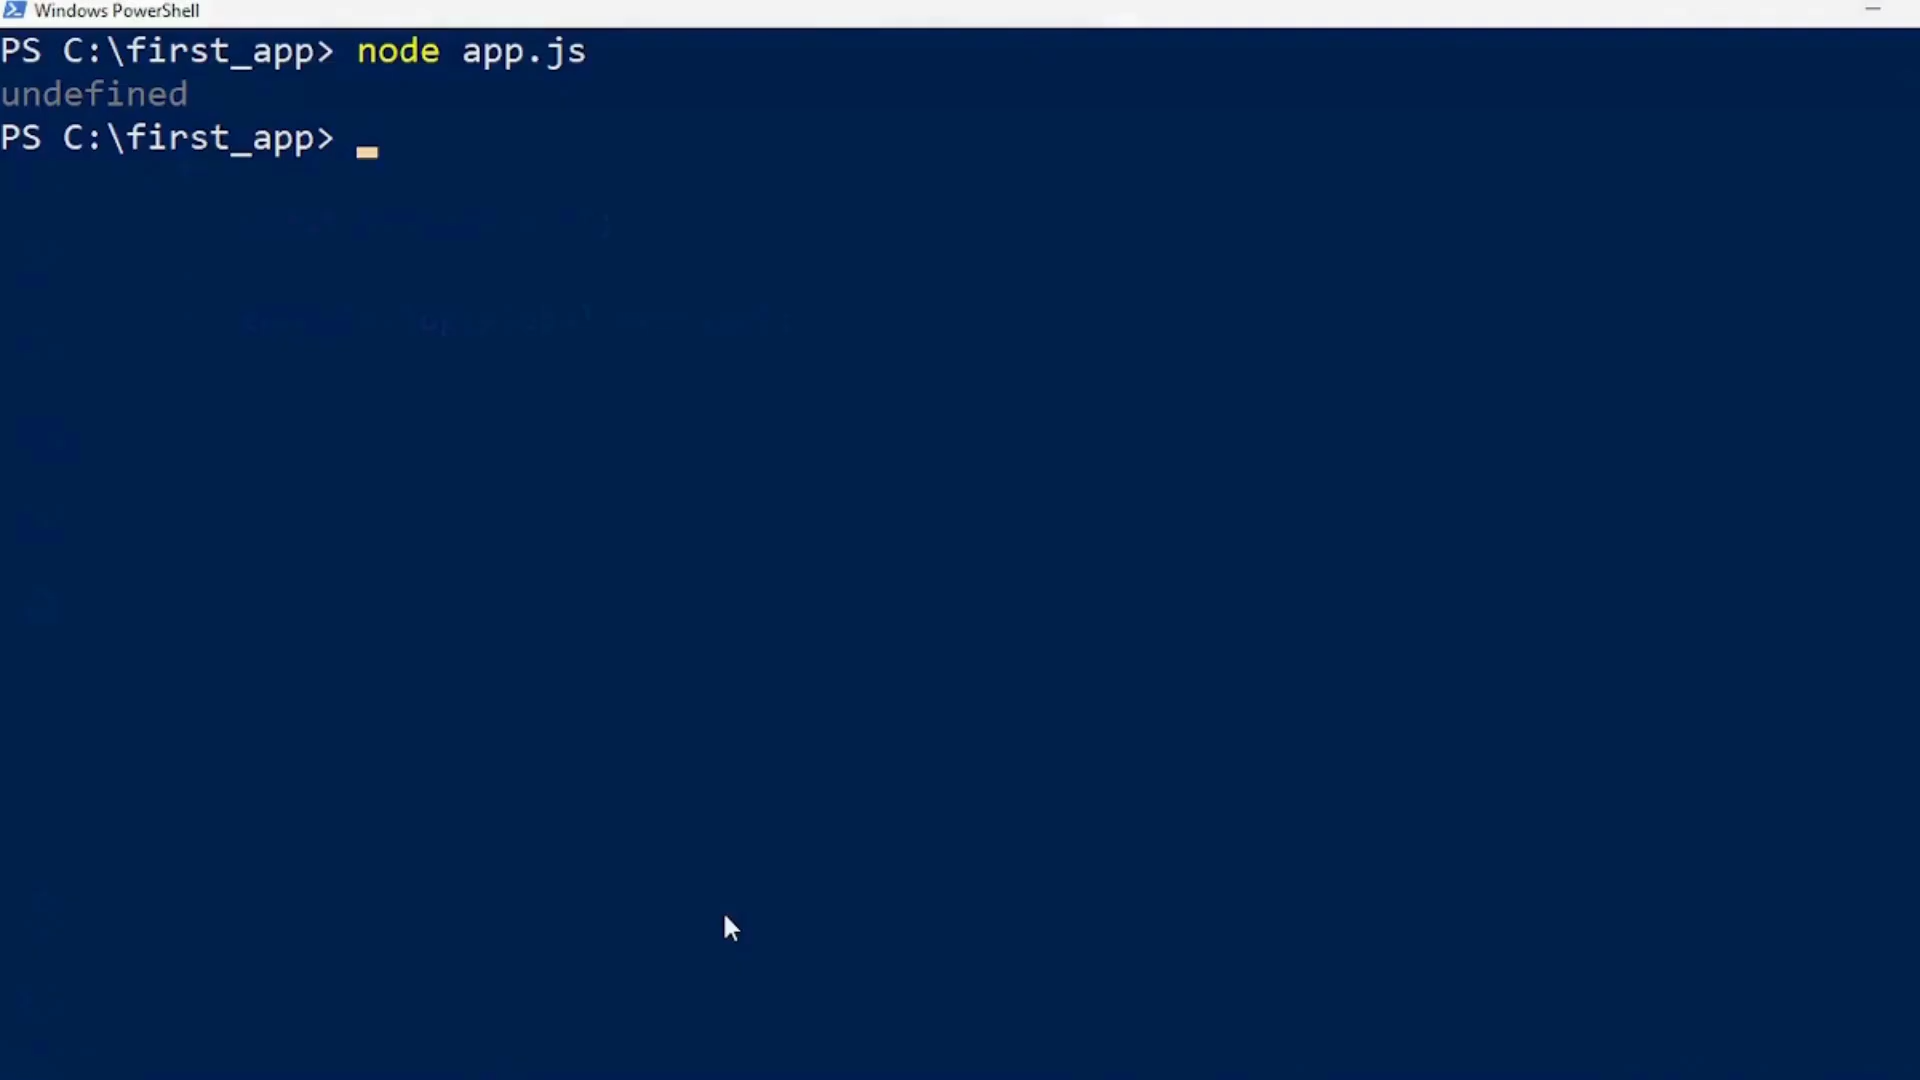 Windows PowerShell
PS C:\first_app> node app.js
undefined
PS C:\first_app>